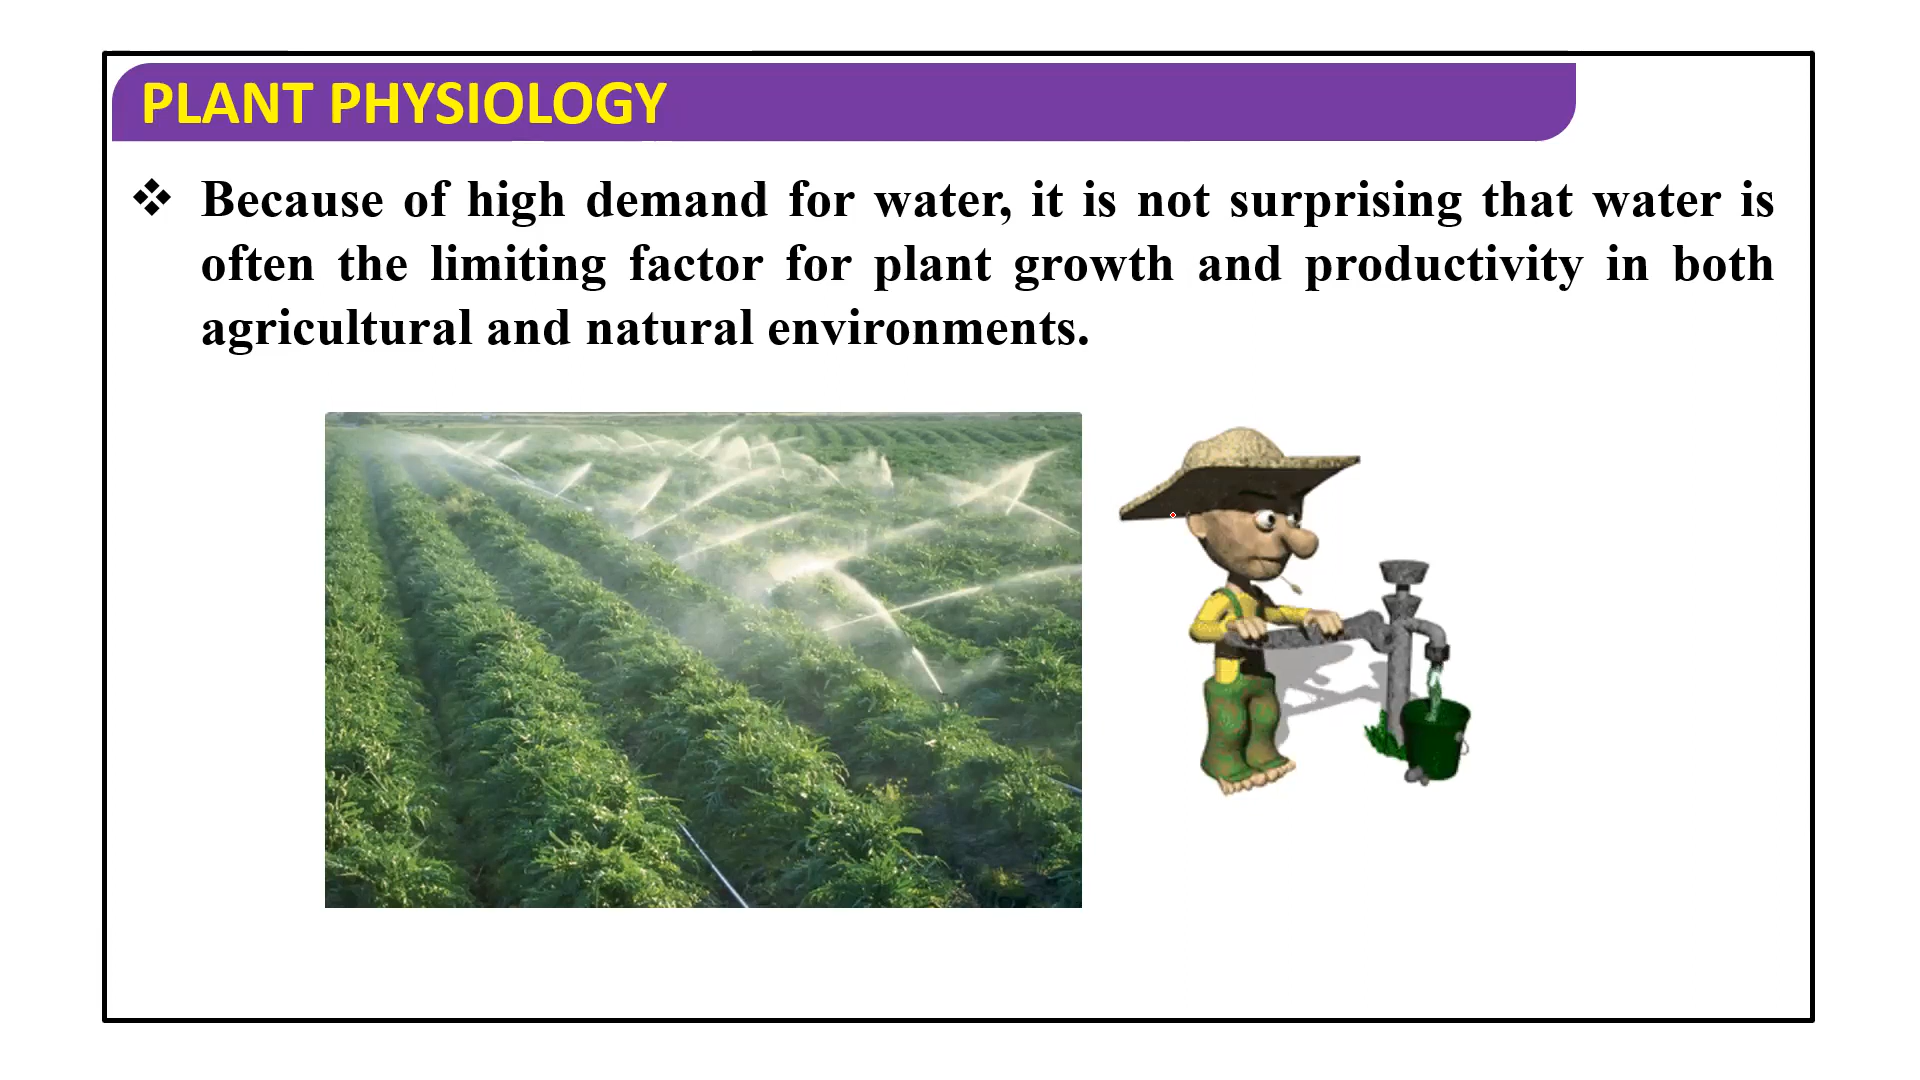 PLANT PHYSIOLOGY
❖ Because of high demand for water, it is not surprising that water is
often the limiting factor for plant growth and productivity in both
agricultural and natural environments.